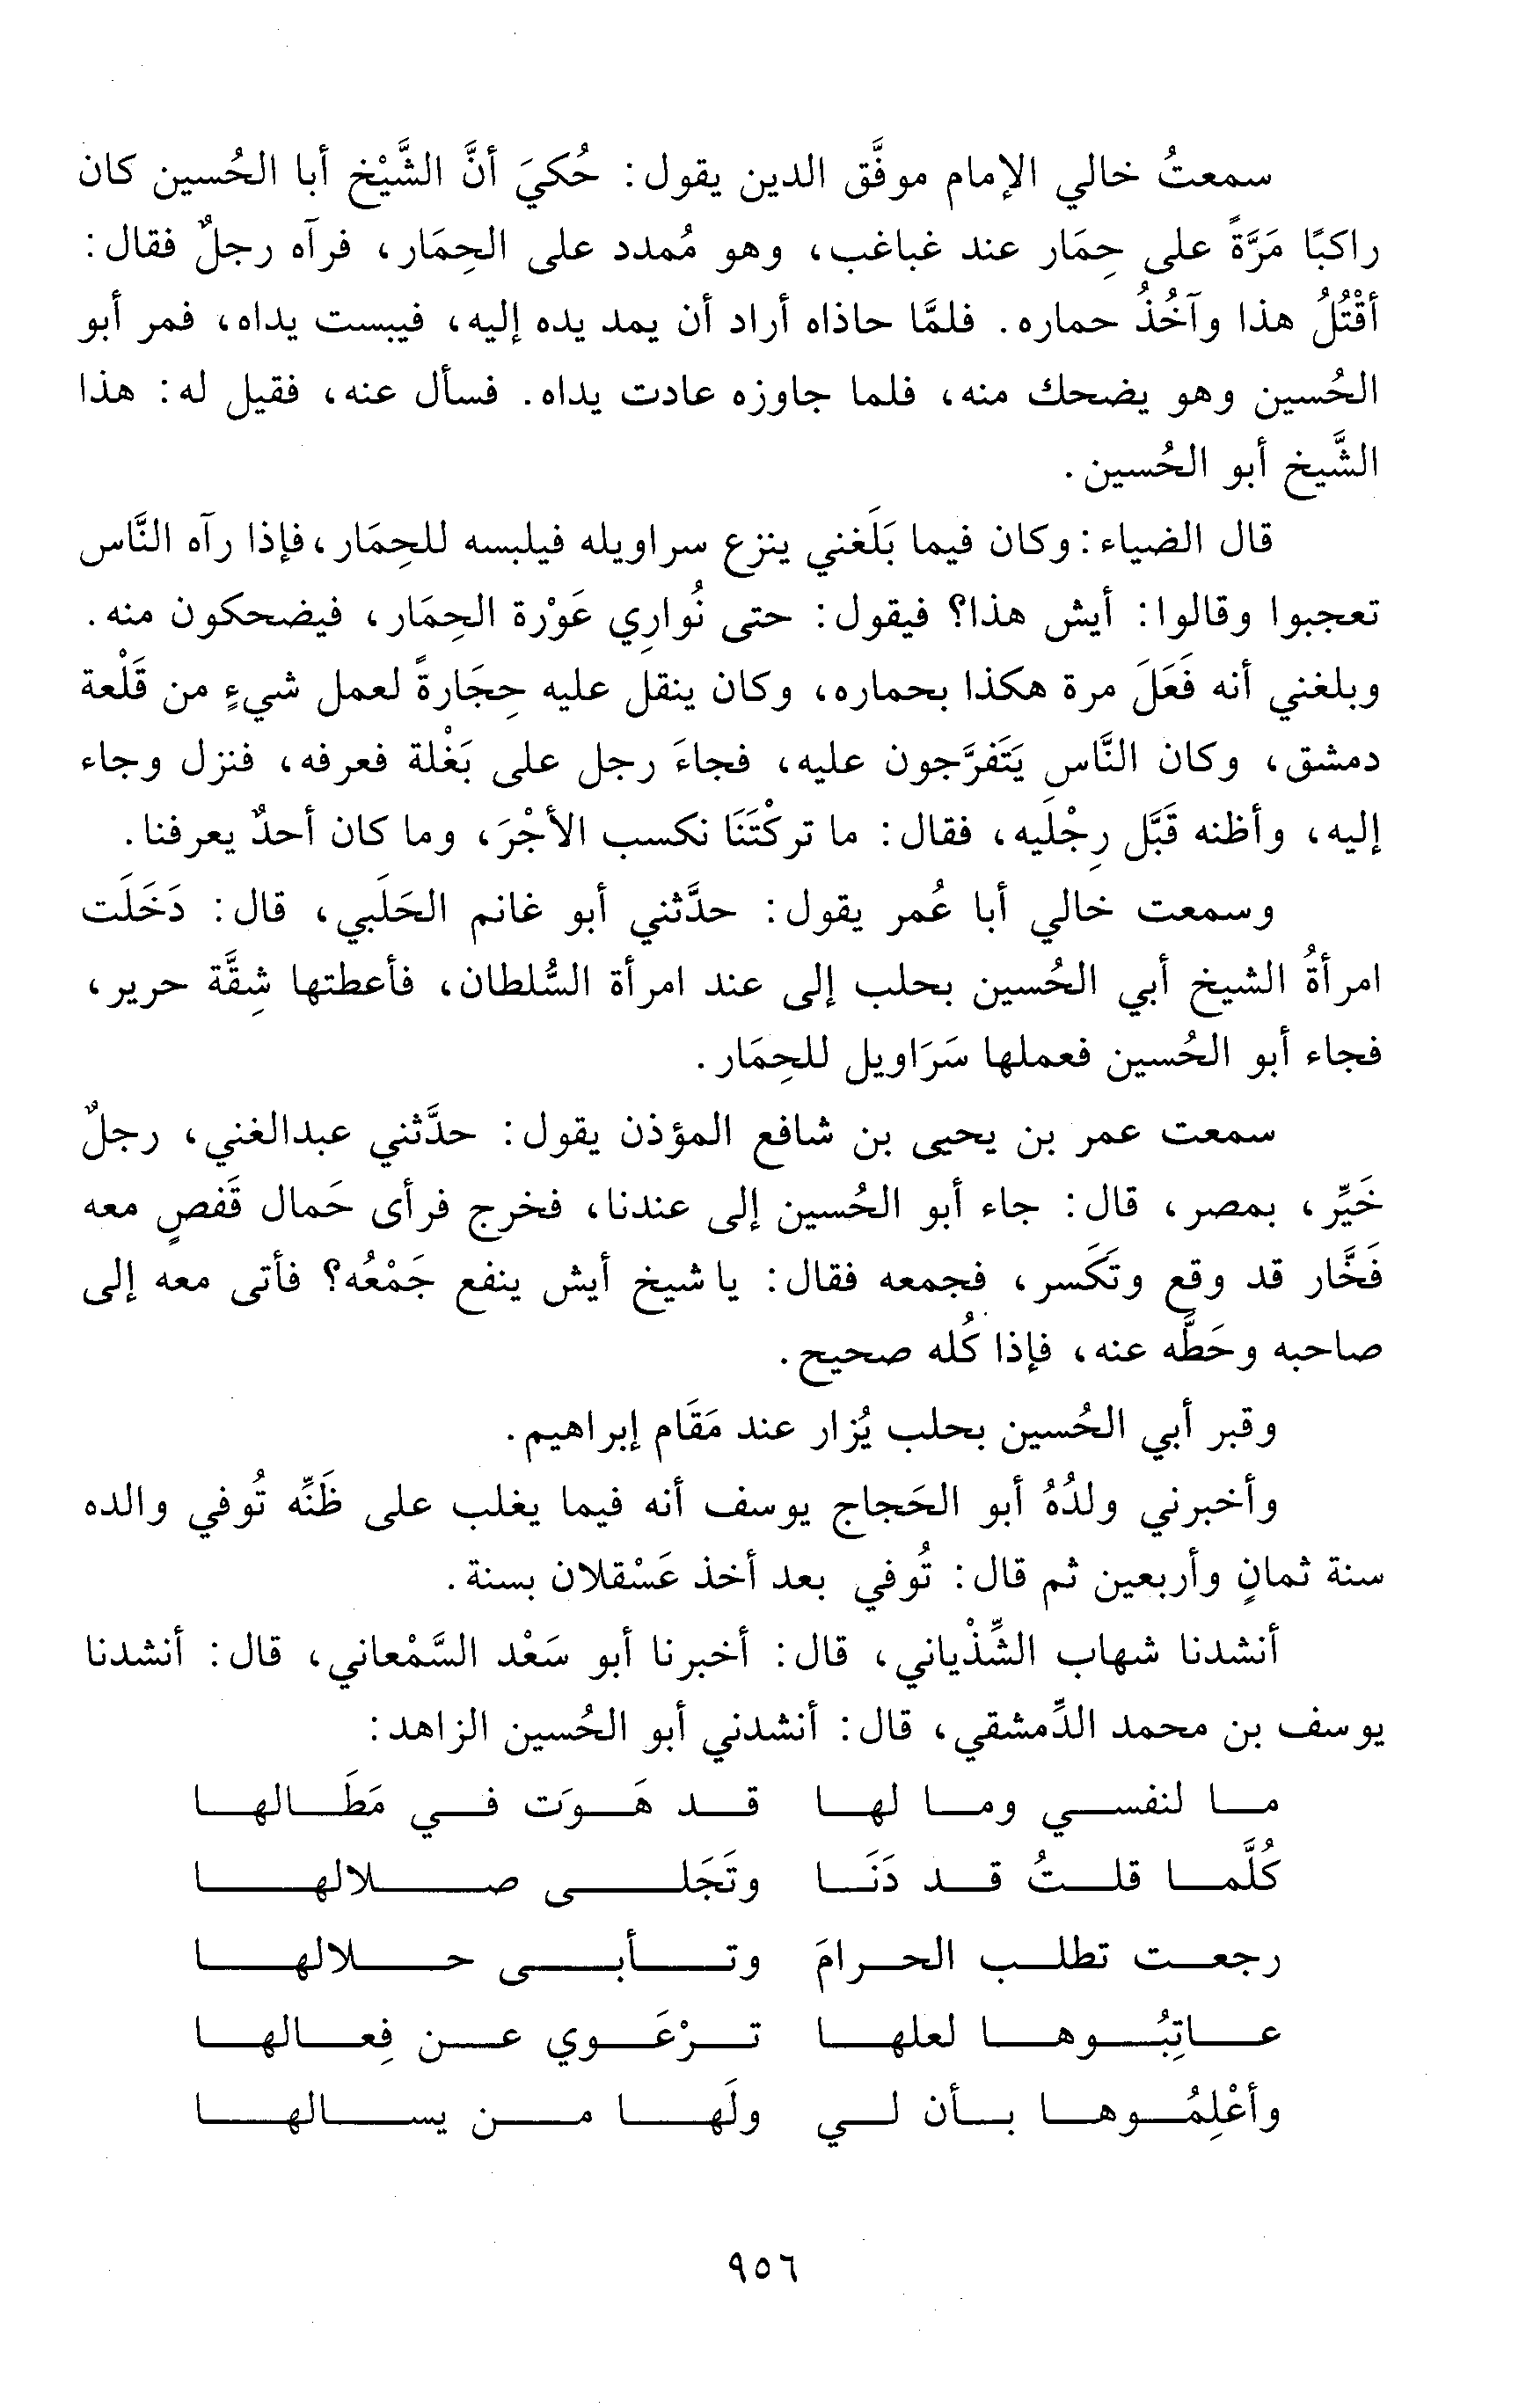 سمعتُ خالي الإمام موفَّق الدين يقول: حُكيَ أنَّ الشَّيْخ أبا الحُسين كان
راكبًا مَرَّةً على حِمَار عند غباغب، وهو مُمدد على الحِمَار، فرآه رجلٌ فقال:
أقْتُلُ هذا وآخُذُ حماره. فلمَّا حاذاه أراد أن يمد يده إليه، فيبست يداه، فمر أبو
الحُسين وهو يضحك منه، فلما جاوزه عادت يداه. فسأل عنه، فقيل له: هذا
الشَّيخ أبو الحُسين.
قال الضياء: وكان فيما بَلَغني ينزع سراويله فيلبسه للحِمَار، فإذا رآه النَّاس
تعجبوا وقالوا: أيش هذا؟ فيقول: حتى نُوارِي عَوْرة الحِمَار، فيضحكون منه.
وبلغني أنه فَعَلَ مرة هكذا بحماره، وكان ينقل عليه حِجَارةً لعمل شيءٍ من قَلْعة
دمشق، وكان النَّاس يَتَفرَّجون عليه، فجاءَ رجل على بَغْلة فعرفه، فنزل وجاء
إليه، وأظنه قَبَّل رِجْلَيه، فقال: ما تركْتَنَا نكسب الأجْرَ، وما كان أحدٌ يعرفنا.
وسمعت خالي أبا عُمر يقول: حدَّثني أبو غانم الحَلَبي، قال: دَخَلَت
امرأةُ الشيخ أبي الحُسين بحلب إلى عند امرأة السُّلطان، فأعطتها شِقَّة حرير،
فجاء أبو الحُسين فعملها سَرَاويل للحِمَار.
سمعت عمر بن يحيى بن شافع المؤذن يقول: حدَّثني عبدالغني، رجلٌ
خَيِّر، بمصر، قال: جاء أبو الحُسين إلى عندنا، فخرج فرأى حَمال قَفصٍ معه
فَخَّار قد وقع وتَكَسر، فجمعه فقال: يا شيخ أيش ينفع جَمْعُه؟ فأتى معه إلى
صاحبه وحَطَّه عنه، فإذا كُله صحيح.
وقبر أبي الحُسين بحلب يُزار عند مَقَام إبراهيم.
وأخبرني ولدُهُ أبو الحَجاج يوسف أنه فيما يغلب على ظَنِّه تُوفي والده
سنة ثمانٍ وأربعين ثم قال: تُوفي بعد أخذ عَسْقلان بسنة.
أنشدنا شهاب الشِّذْياني، قال: أخبرنا أبو سَعْد السَّمْعاني، قال: أنشدنا
يوسف بن محمد الدِّمشقي، قال: أنشدني أبو الحُسين الزاهد:
ما لنفسي وما لها قد هَوَت في مَطَالها
كُلَّما قلتُ قد دَنَا وتَجَلى صلالها
رجعت تطلب الحرامَ وتأبى حلالها
عاتِبُوها لعلها ترْعَوي عن فِعالها
وأعْلِمُوها بأن لي ولَها من يسالها
٩٥٦